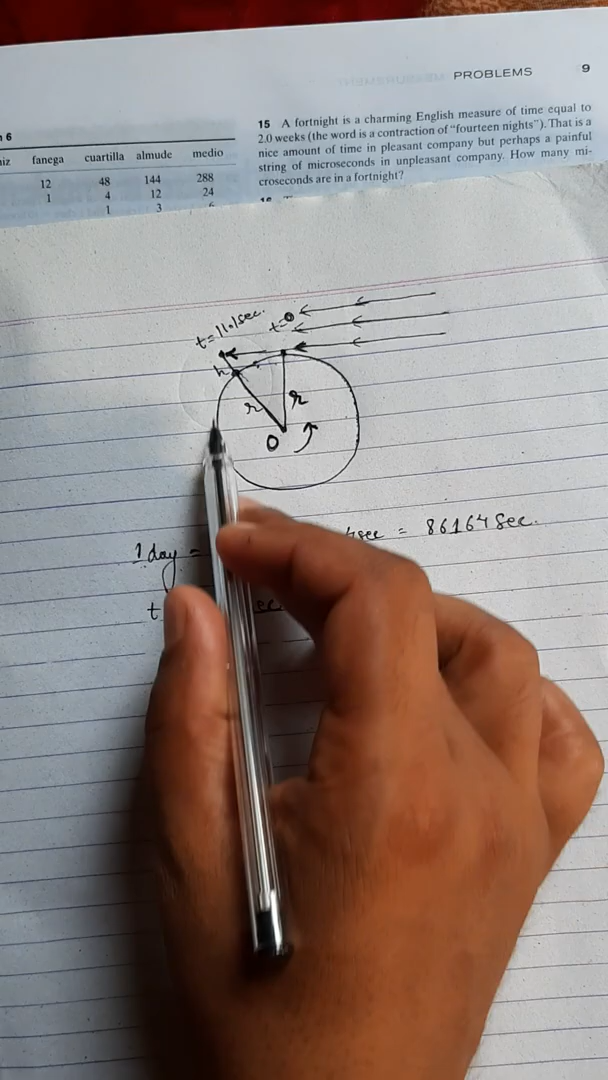 PROBLEMS 9
15 A fortnight is a charming English measure of time equal to
2.0 weeks (the word is a contraction of "fourteen nights"). That is a
nice amount of time in pleasant company but perhaps a painful
string of microseconds in unpleasant company. How many mi-
croseconds are in a fortnight?
6
fanega cuartilla almude medio
12 48 144 288
1 4 12 24
1 3 6
t=11.1sec.
t=0
h
r
r
O
1 day = sec = 86164 sec.
t